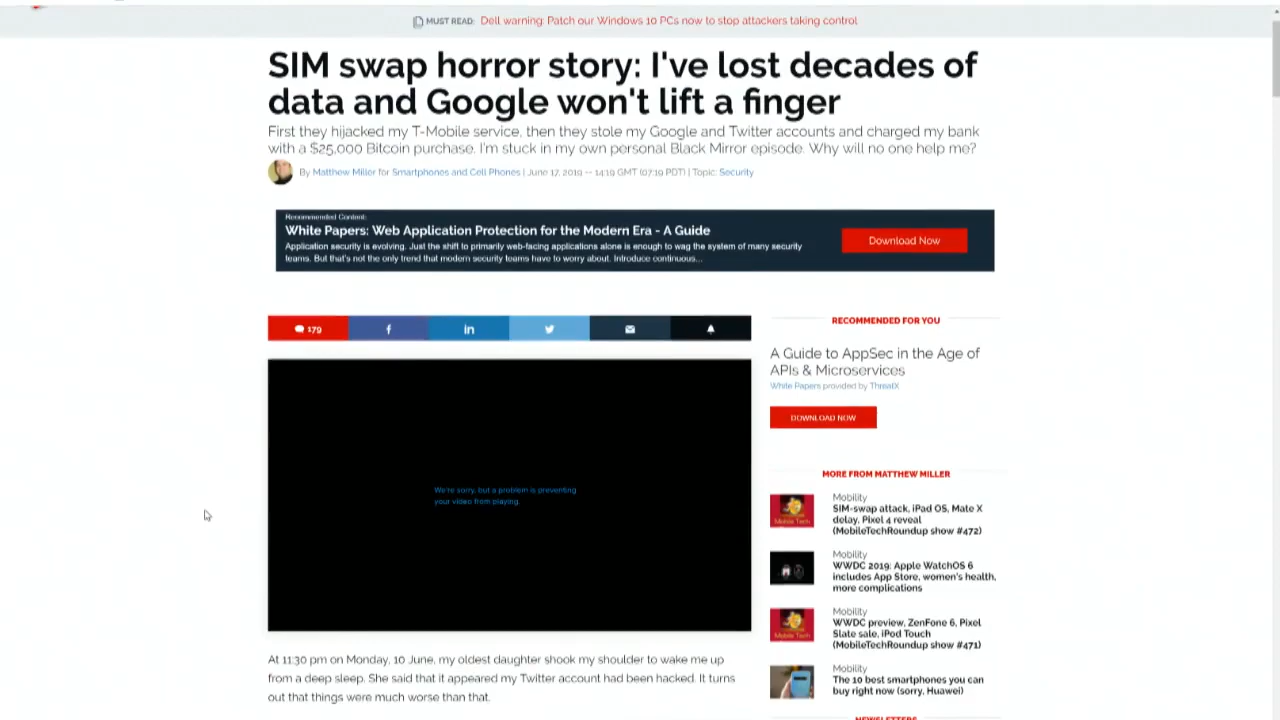 MUST READ: Dell warning: Patch our Windows 10 PCs now to stop attackers taking control
SIM swap horror story: I've lost decades of
data and Google won't lift a finger
First they hijacked my T-Mobile service, then they stole my Google and Twitter accounts and charged my bank
with a $25,000 Bitcoin purchase. I'm stuck in my own personal Black Mirror episode. Why will no one help me?
By Matthew Miller for Smartphones and Cell Phones | June 17, 2019 -- 14:19 GMT (07:19 PDT) | Topic: Security
Recommended Content:
White Papers: Web Application Protection for the Modern Era - A Guide
Application security is evolving. Just the shift to primarily web-facing applications alone is enough to wag the system of many security
teams. But that's not the only trend that modern security teams have to worry about. Introduce continuous...
Download Now
179
f
in
We're sorry, but a problem is preventing
your video from playing.
At 11:30 pm on Monday, 10 June, my oldest daughter shook my shoulder to wake me up
from a deep sleep. She said that it appeared my Twitter account had been hacked. It turns
out that things were much worse than that.
RECOMMENDED FOR YOU
A Guide to AppSec in the Age of
APIs & Microservices
White Papers provided by ThreatX
DOWNLOAD NOW
MORE FROM MATTHEW MILLER
Mobility
SIM-swap attack, iPad OS, Mate X
delay, Pixel 4 reveal
(MobileTechRoundup show #472)
Mobile Tech
Mobility
WWDC 2019: Apple WatchOS 6
includes App Store, women's health,
more complications
Mobility
WWDC preview, ZenFone 6, Pixel
Slate sale, iPod Touch
(MobileTechRoundup show #471)
Mobile Tech
Mobility
The 10 best smartphones you can
buy right now (sorry, Huawei)
NEWSLETTERS